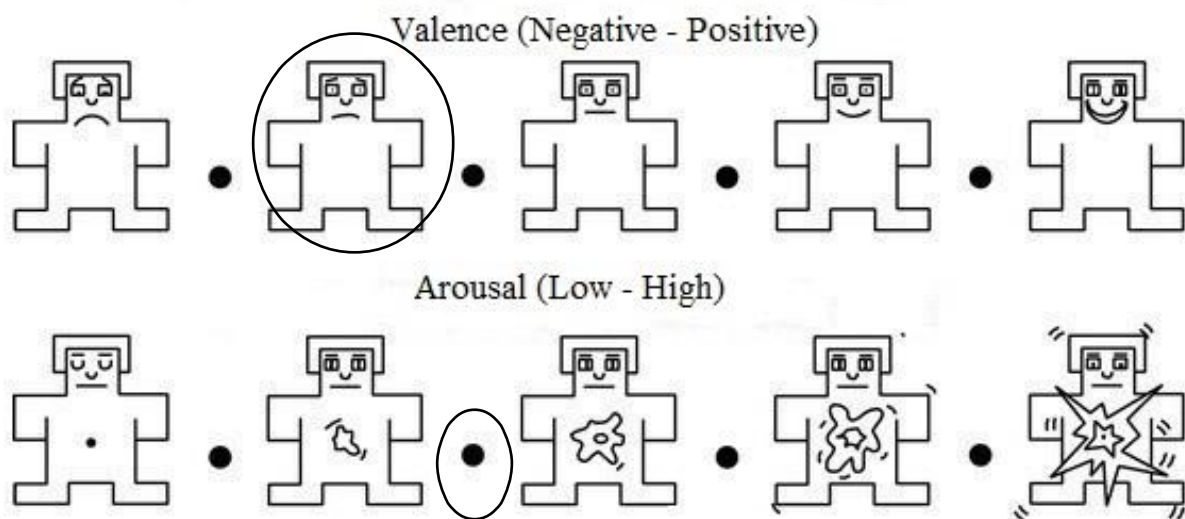 Valence (Negative - Positive)
Arousal (Low - High)